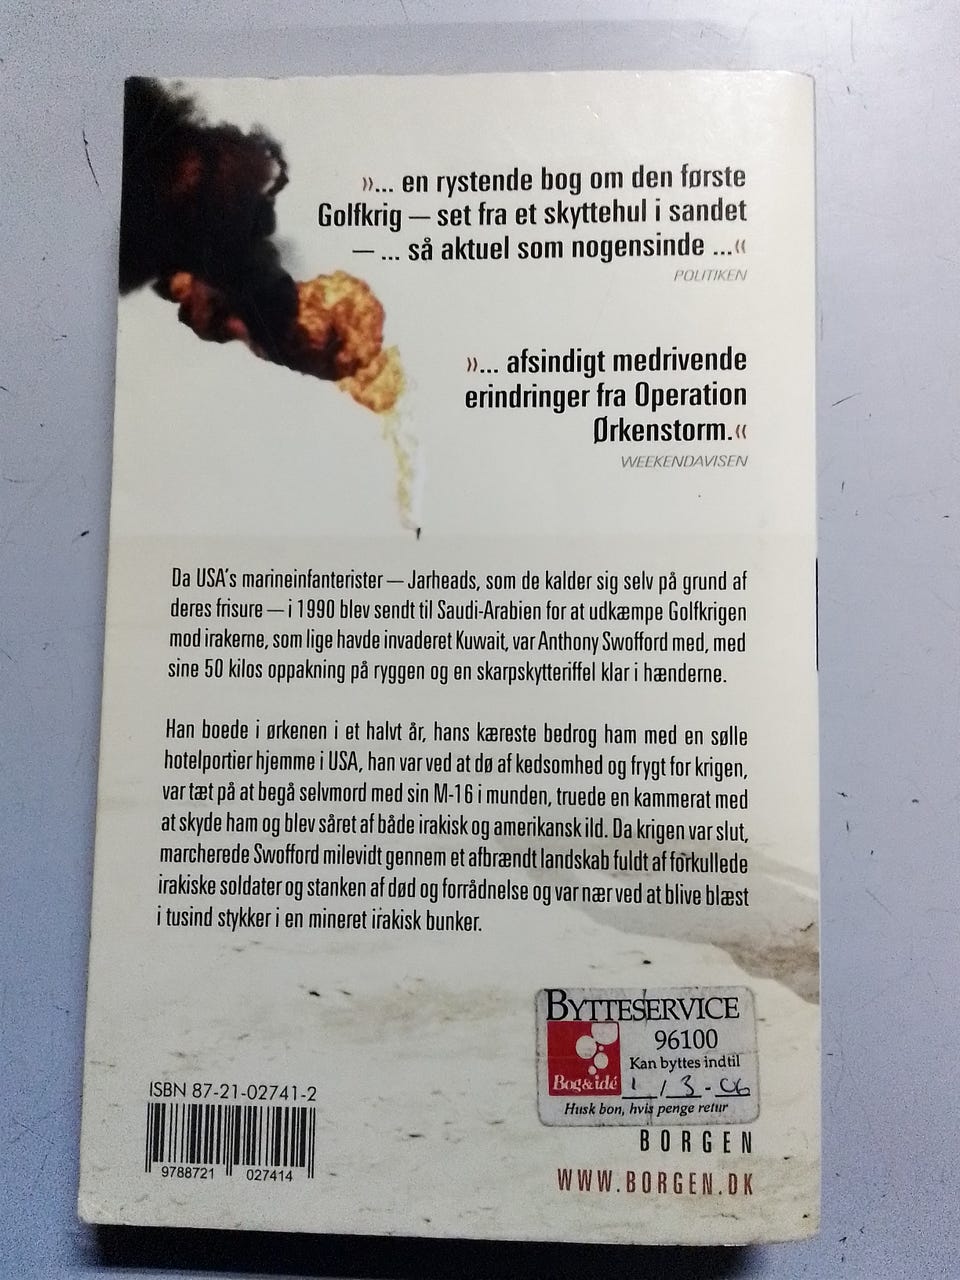 »... en rystende bog om den første
Golfkrig – set fra et skyttehul i sandet
– ... så aktuel som nogensinde ...«
POLITIKEN
»... afsindigt medrivende
erindringer fra Operation
Ørkenstorm.«
WEEKENDAVISEN
Da USA's marineinfanterister – Jarheads, som de kalder sig selv på grund af
deres frisure – i 1990 blev sendt til Saudi-Arabien for at udkæmpe Golfkrigen
mod irakerne, som lige havde invaderet Kuwait, var Anthony Swofford med, med
sine 50 kilos oppakning på ryggen og en skarpskytteriffel klar i hænderne.
Han boede i ørkenen i et halvt år, hans kæreste bedrog ham med en sølle
hotelportier hjemme i USA, han var ved at dø af kedsomhed og frygt for krigen,
var tæt på at begå selvmord med sin M-16 i munden, truede en kammerat med
at skyde ham og blev såret af både irakisk og amerikansk ild. Da krigen var slut,
marcherede Swofford milevidt gennem et afbrændt landskab fuldt af forkullede
irakiske soldater og stanken af død og forrådnelse og var nær ved at blive blæst
i tusind stykker i en mineret irakisk bunker.
BYTTESERVICE
96100
Kan byttes indtil
Bog&idé
1 / 3 - 06
Husk bon, hvis penge retur
ISBN 87-21-02741-2
9788721 027414
BORGEN
WWW.BORGEN.DK